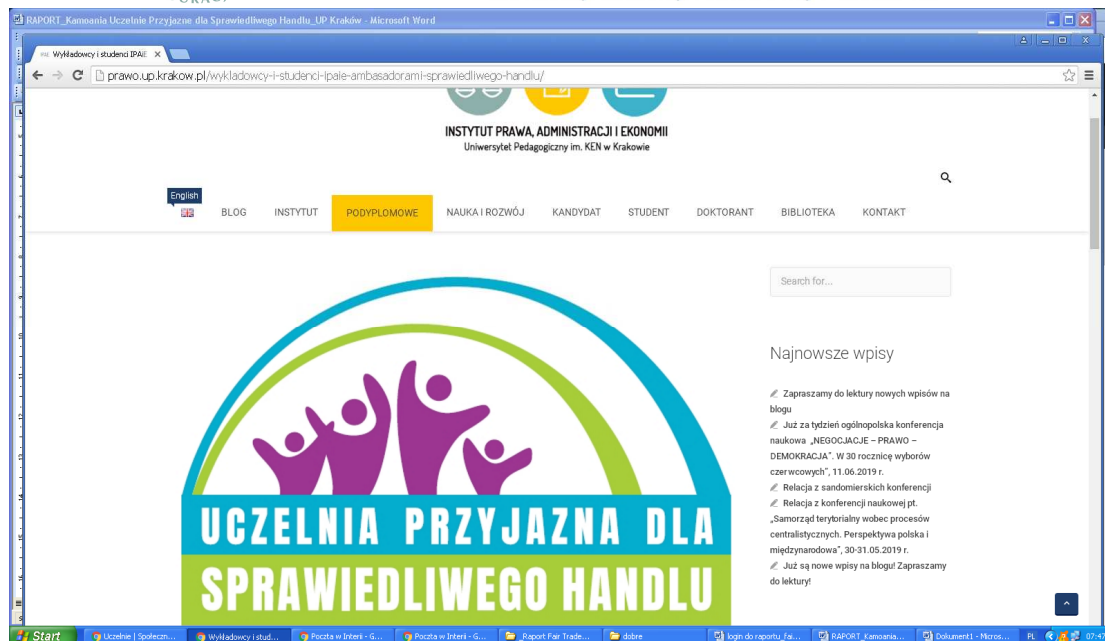 RAPORT_Kampania Uczelnie Przyjazne dla Sprawiedliwego Handlu_UP Kraków - Microsoft Word
Wykładowcy i studenci IPAiE
prawo.up.krakow.pl/wykladowcy-i-studenci-ipaie-ambasadorami-sprawiedliwego-handlu/
INSTYTUT PRAWA, ADMINISTRACJI I EKONOMII
Uniwersytet Pedagogiczny im. KEN w Krakowie
English
BLOG INSTYTUT PODYPLOMOWE NAUKA I ROZWÓJ KANDYDAT STUDENT DOKTORANT BIBLIOTEKA KONTAKT
Search for...
Najnowsze wpisy
Zapraszamy do lektury nowych wpisów na
blogu
Już za tydzień ogólnopolska konferencja
naukowa „NEGOCJACJE – PRAWO –
DEMOKRACJA”. W 30 rocznicę wyborów
czerwcowych”, 11.06.2019 r.
Relacja z sandomierskich konferencji
Relacja z konferencji naukowej pt.
„Samorząd terytorialny wobec procesów
centralistycznych. Perspektywa polska i
międzynarodowa”, 30-31.05.2019 r.
Już są nowe wpisy na blogu! Zapraszamy
do lektury!
UCZELNIA PRZYJAZNA DLA
SPRAWIEDLIWEGO HANDLU
Start Uczelnie | Społeczn... Wykładowcy i stud... Poczta w Interii - G... Poczta w Interii - G... _Raport Fair Trade... dobre login do raportu_fai... RAPORT_Kampania... Dokument1 - Micros... PL 07:47